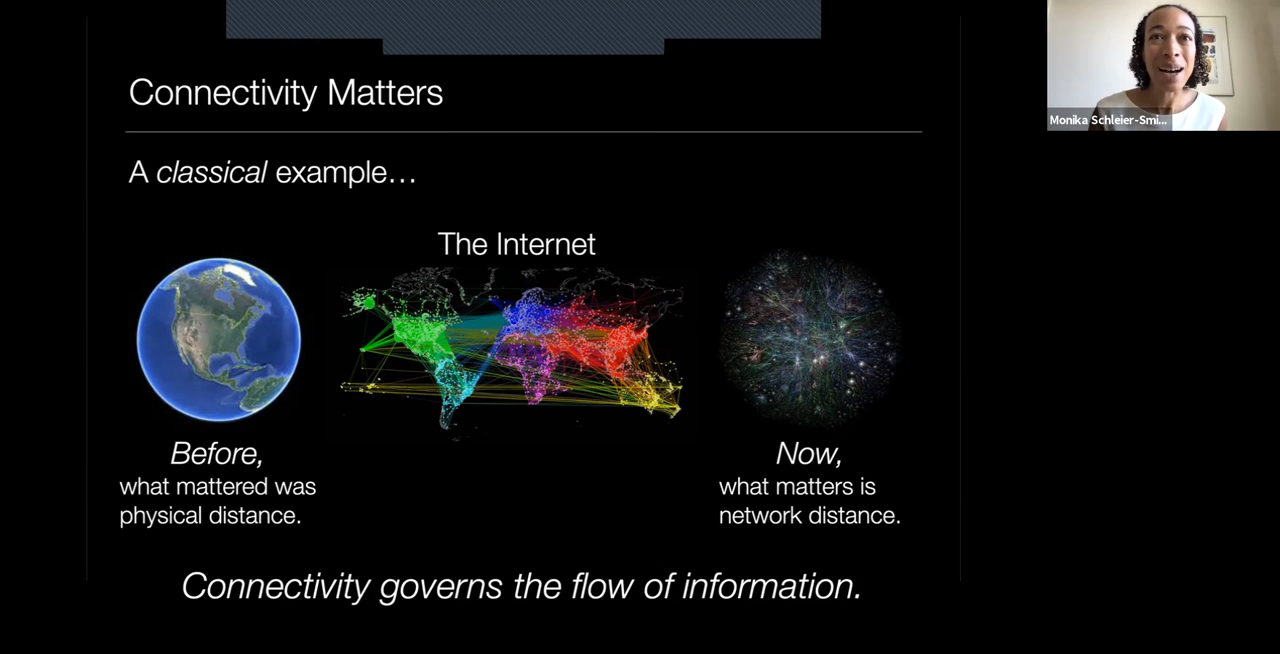 Connectivity Matters
A classical example…
The Internet
Before,
what mattered was
physical distance.
Now,
what matters is
network distance.
Connectivity governs the flow of information.
Monika Schleier-Smi...